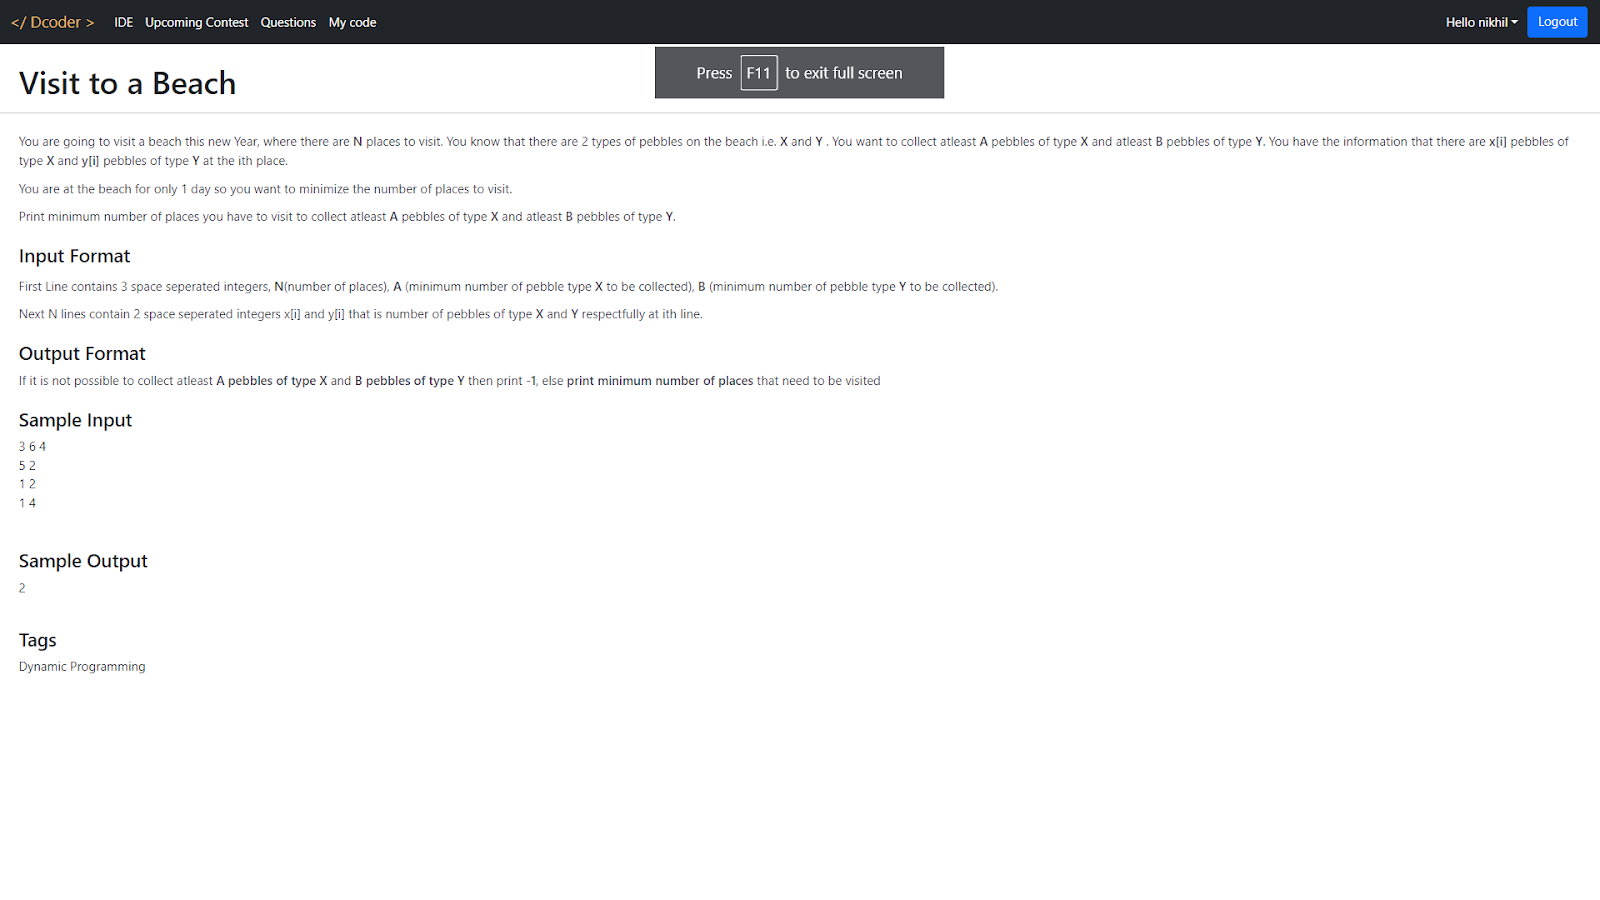 </ Dcoder > IDE Upcoming Contest Questions My code Hello nikhil Logout
Press F11 to exit full screen
Visit to a Beach
You are going to visit a beach this new Year, where there are N places to visit. You know that there are 2 types of pebbles on the beach i.e. X and Y . You want to collect atleast A pebbles of type X and atleast B pebbles of type Y. You have the information that there are x[i] pebbles of
type X and y[i] pebbles of type Y at the ith place.
You are at the beach for only 1 day so you want to minimize the number of places to visit.
Print minimum number of places you have to visit to collect atleast A pebbles of type X and atleast B pebbles of type Y.
Input Format
First Line contains 3 space seperated integers, N(number of places), A (minimum number of pebble type X to be collected), B (minimum number of pebble type Y to be collected).
Next N lines contain 2 space seperated integers x[i] and y[i] that is number of pebbles of type X and Y respectfully at ith line.
Output Format
If it is not possible to collect atleast A pebbles of type X and B pebbles of type Y then print -1, else print minimum number of places that need to be visited
Sample Input
3 6 4
5 2
1 2
1 4
Sample Output
2
Tags
Dynamic Programming